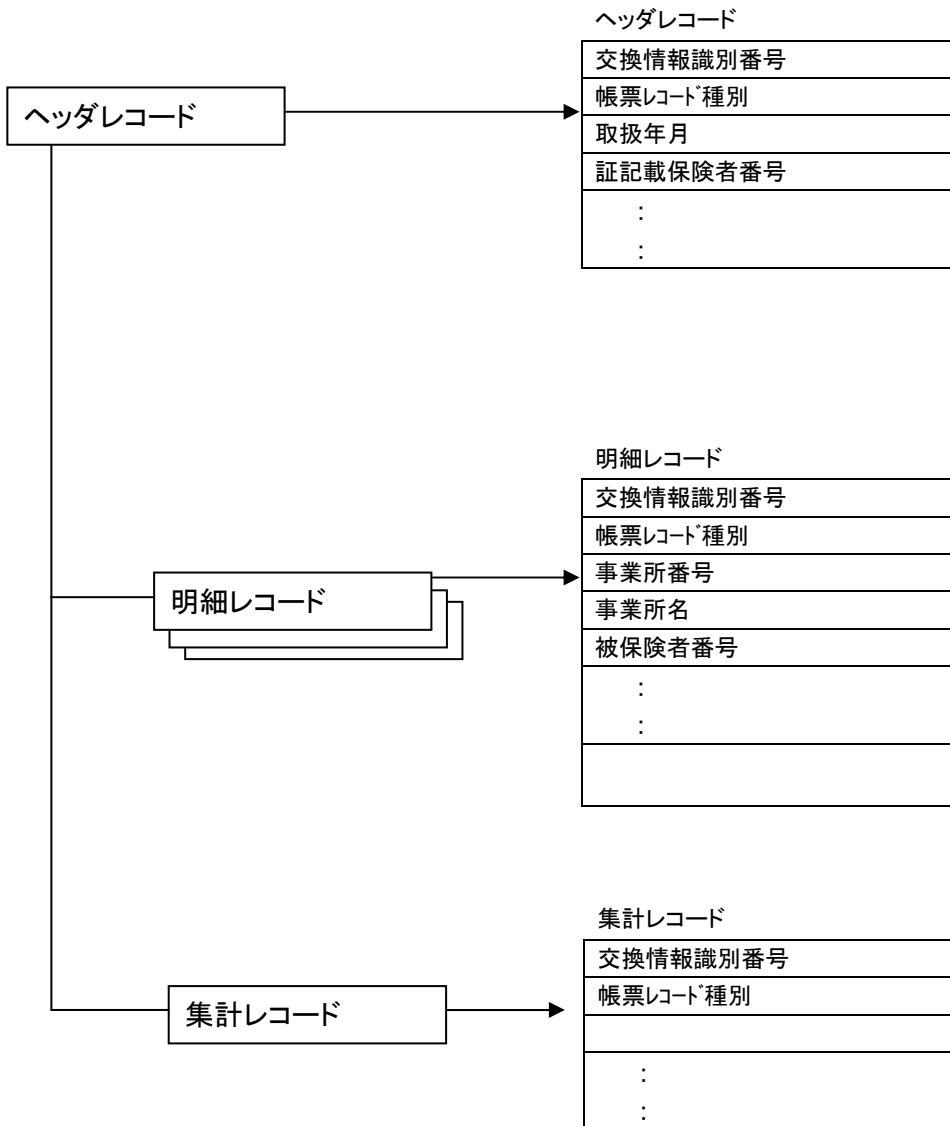 ヘッダレコード
交換情報識別番号
帳票ﾚｺｰﾄﾞ種別
取扱年月
証記載保険者番号
:
:
ヘッダレコード
明細レコード
交換情報識別番号
帳票ﾚｺｰﾄﾞ種別
事業所番号
事業所名
被保険者番号
:
:
明細レコード
集計レコード
交換情報識別番号
帳票ﾚｺｰﾄﾞ種別
:
:
集計レコード